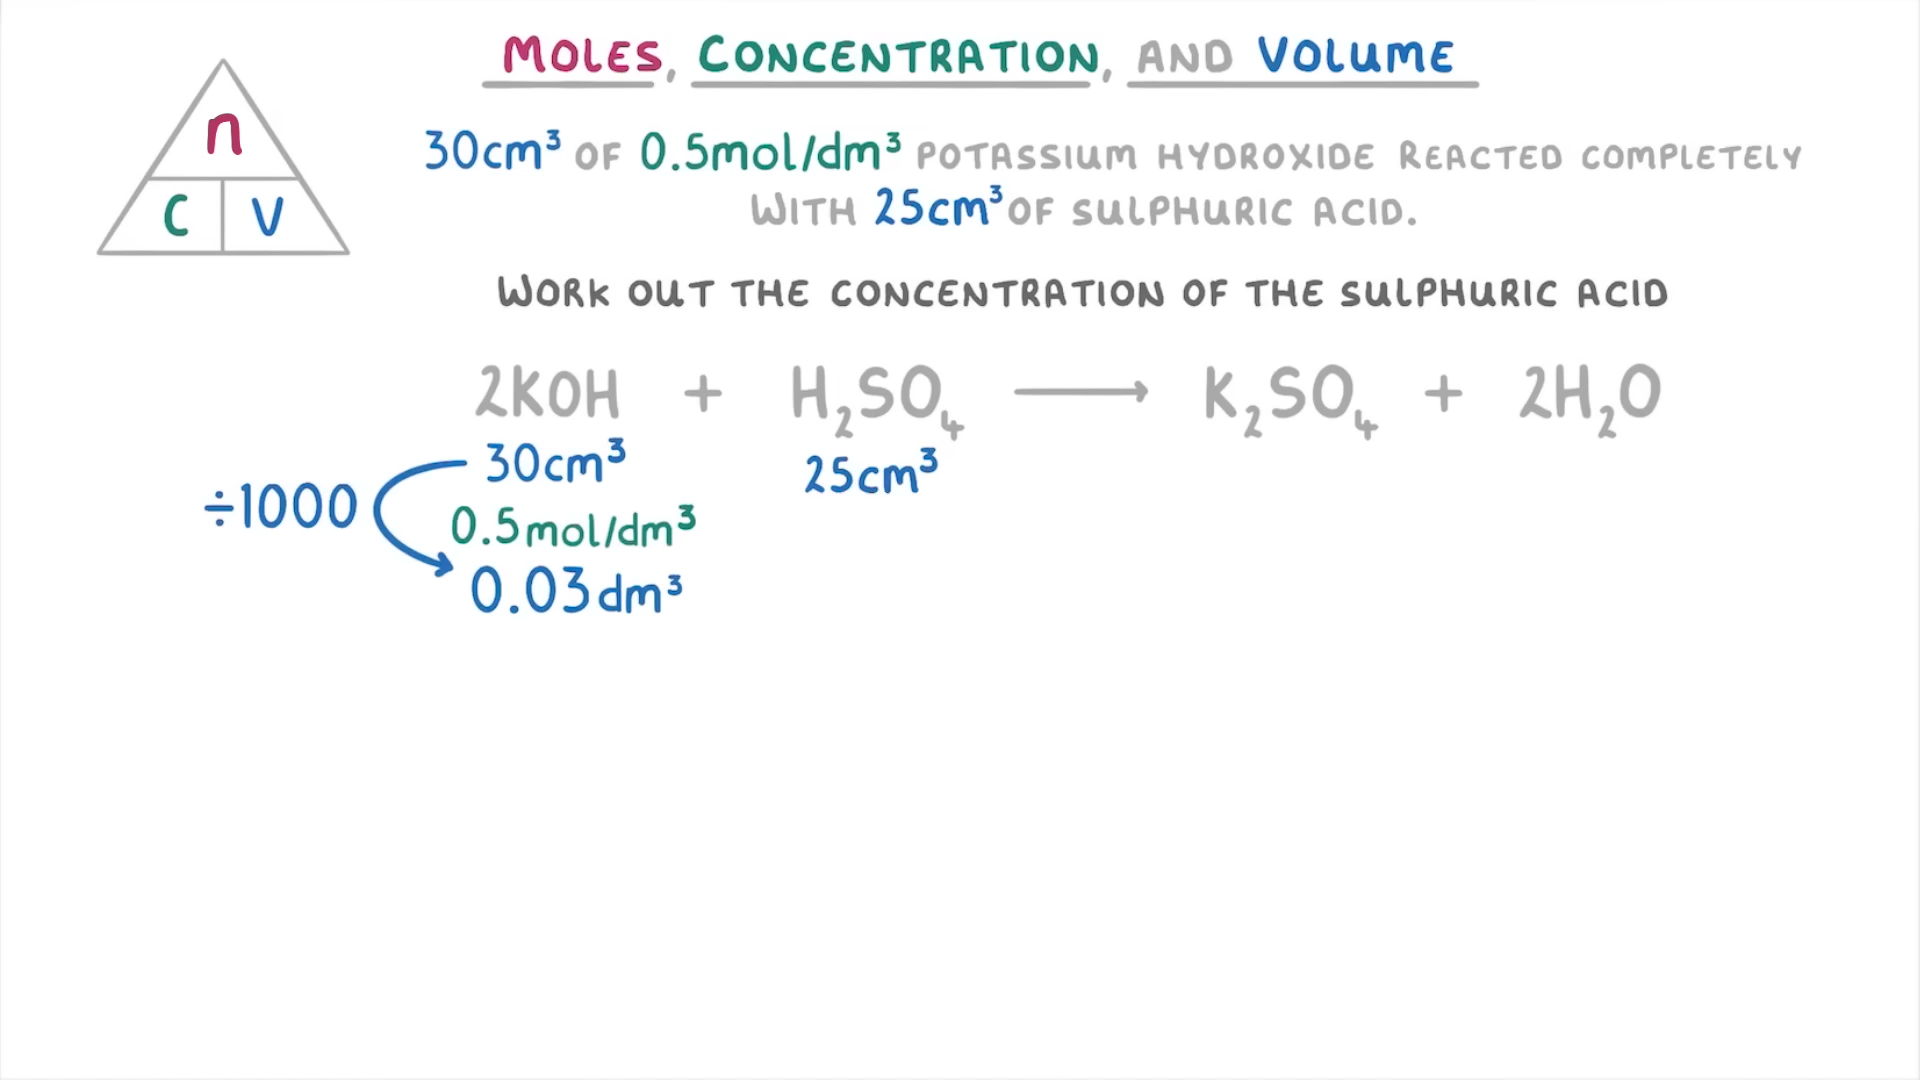 MOLES, CONCENTRATION, AND VOLUME
n
C V
30cm³ OF 0.5mol/dm³ POTASSIUM HYDROXIDE REACTED COMPLETELY
WITH 25cm³ OF SULPHURIC ACID.
WORK OUT THE CONCENTRATION OF THE SULPHURIC ACID
2KOH + H₂SO₄ ⟶ K₂SO₄ + 2H₂O
30cm³ 25cm³
÷1000
0.5mol/dm³
0.03dm³